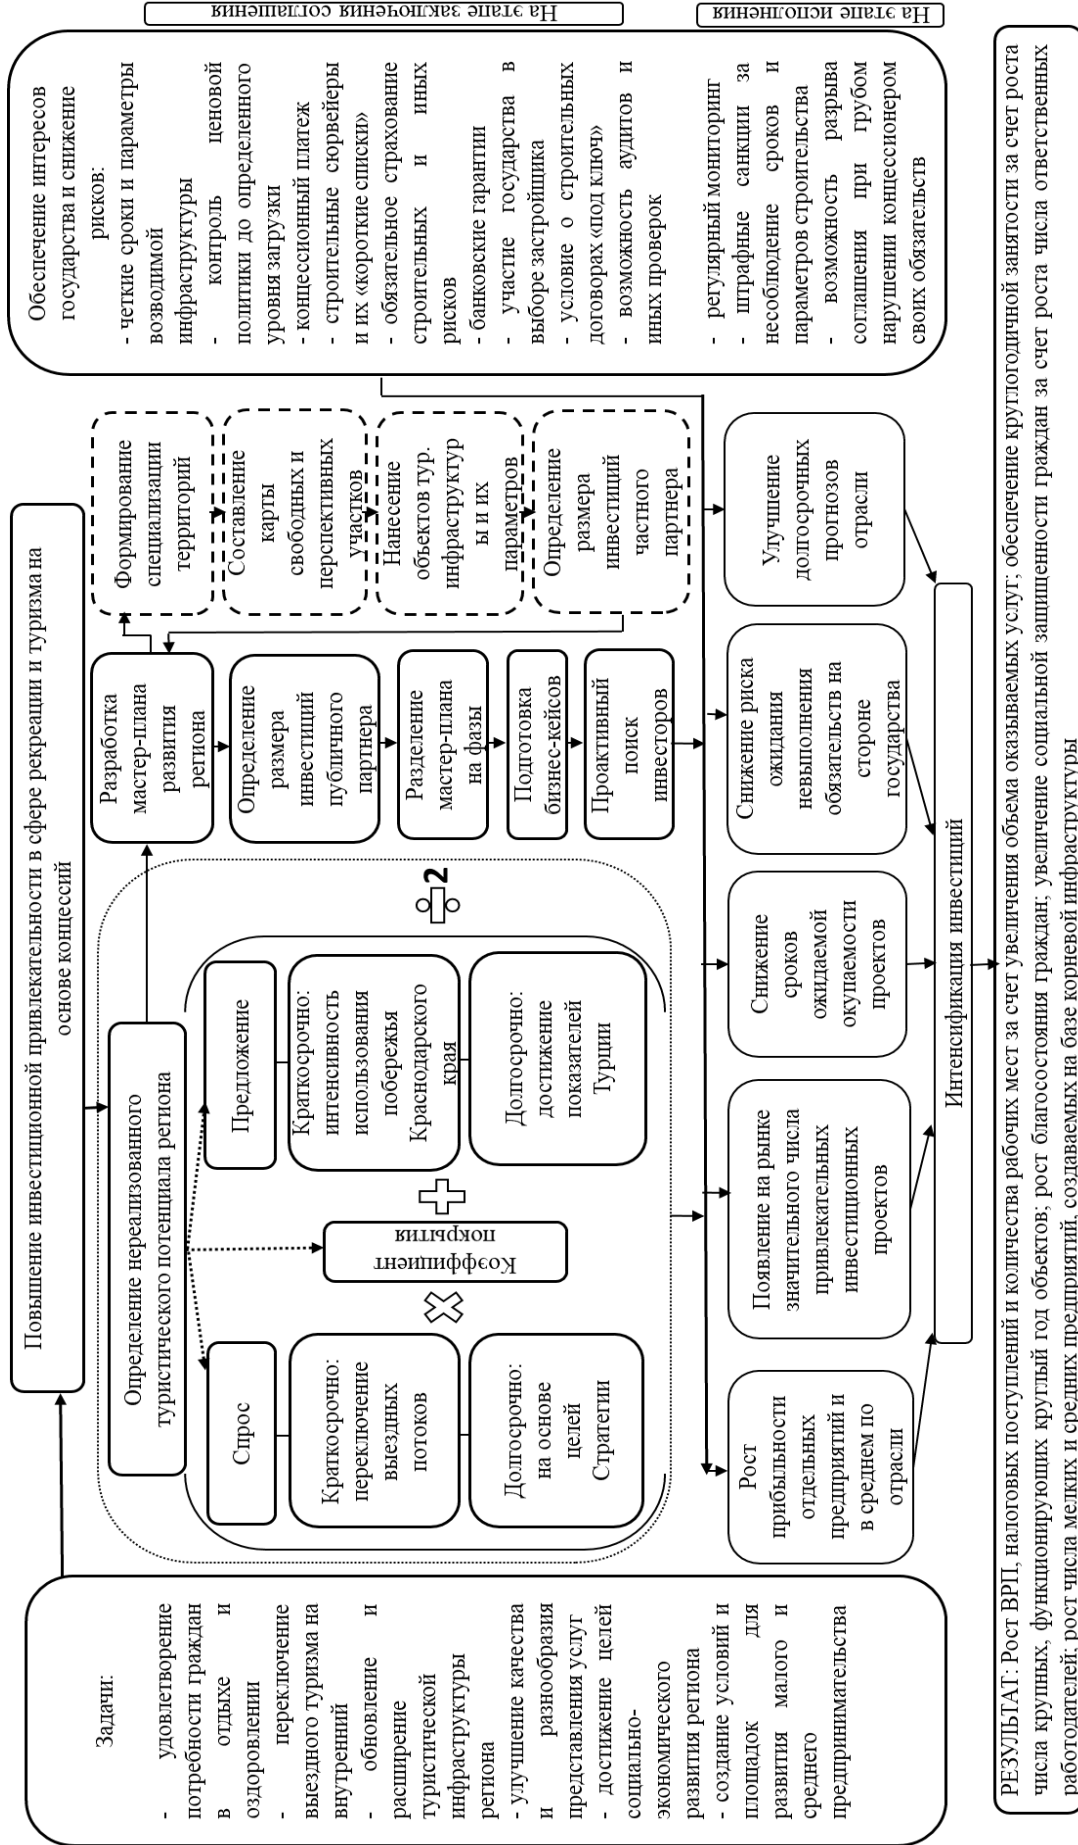 Повышение инвестиционной привлекательности в сфере рекреации и туризма на
основе концессий
Задачи:
- удовлетворение
потребности граждан
в отдыхе и
оздоровлении
- переключение
выездного туризма на
внутренний
- обновление и
расширение
туристической
инфраструктуры
региона
- улучшение качества
и разнообразия
представления услуг
- достижение целей
социально-
экономического
развития региона
- создание условий и
площадок для
развития малого и
среднего
предпринимательства
Определение нереализованного
туристического потенциала региона
Спрос
Краткосрочно:
переключение
выездных
потоков
Долгосрочно:
на основе
целей
Стратегии
Коэффициент
покрытия
Предложение
Краткосрочно:
интенсивность
использования
побережья
Краснодарского
края
Долгосрочно:
достижение
показателей
Турции
2
Разработка
мастер-плана
развития
региона
Определение
размера
инвестиций
публичного
партнера
Разделение
мастер-плана
на фазы
Подготовка
бизнес-кейсов
Проактивный
поиск
инвесторов
Формирование
специализации
территорий
Составление
карты
свободных и
перспективных
участков
Нанесение
объектов тур.
инфраструктур
ы и их
параметров
Определение
размера
инвестиций
частного
партнера
Обеспечение интересов
государства и снижение
рисков:
- четкие сроки и параметры
возводимой
инфраструктуры
- контроль ценовой
политики до определенного
уровня загрузки
- концессионный платеж
- строительные сюрвейеры
и их «короткие списки»
- обязательное страхование
строительных и иных
рисков
- банковские гарантии
- участие государства в
выборе застройщика
- условие о строительных
договорах «под ключ»
- возможность аудитов и
иных проверок
- регулярный мониторинг
- штрафные санкции за
несоблюдение сроков и
параметров строительства
- возможность разрыва
соглашения при грубом
нарушении концессионером
своих обязательств
На этапе заключения соглашения
На этапе исполнения
Рост
прибыльности
отдельных
предприятий и
в среднем по
отрасли
Появление на рынке
значительного числа
привлекательных
инвестиционных
проектов
Снижение
сроков
ожидаемой
окупаемости
проектов
Снижение риска
ожидания
невыполнения
обязательств на
стороне
государства
Улучшение
долгосрочных
прогнозов
отрасли
Интенсификация инвестиций
РЕЗУЛЬТАТ: Рост ВРП, налоговых поступлений и количества рабочих мест за счет увеличения объема оказываемых услуг; обеспечение круглогодичной занятости за счет роста
числа крупных, функционирующих круглый год объектов; рост благосостояния граждан; увеличение социальной защищенности граждан за счет роста числа ответственных
работодателей; рост числа мелких и средних предприятий, создаваемых на базе корневой инфраструктуры